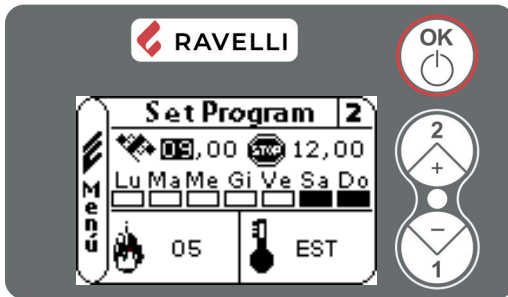 RAVELLI
OK
Set Program 2
09,00 STOP 12,00
Lu Ma Me Gi Ve Sa Do
Menú
05 EST
2
+
−
1